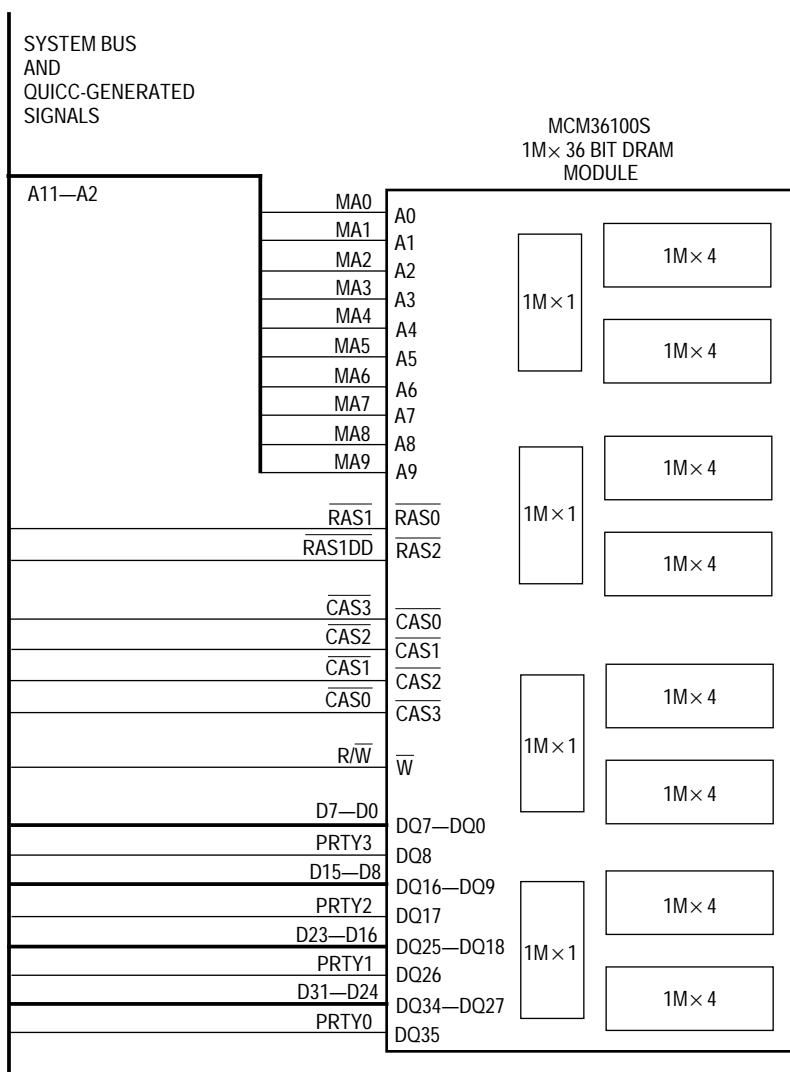 SYSTEM BUS
AND
QUICC-GENERATED
SIGNALS
MCM36100S
1M× 36 BIT DRAM
MODULE
A11—A2
MA0
A0
MA1
A1
MA2
A2
MA3
A3
MA4
A4
MA5
A5
MA6
A6
MA7
A7
MA8
A8
MA9
A9
RAS1
RAS0
RAS1DD
RAS2
CAS3
CAS0
CAS2
CAS1
CAS1
CAS2
CAS0
CAS3
R/W
W
D7—D0
DQ7—DQ0
PRTY3
DQ8
D15—D8
DQ16—DQ9
PRTY2
DQ17
D23—D16
DQ25—DQ18
PRTY1
DQ26
D31—D24
DQ34—DQ27
PRTY0
DQ35
1M×1
1M×4
1M×4
1M×1
1M×4
1M×4
1M×1
1M×4
1M×4
1M×1
1M×4
1M×4